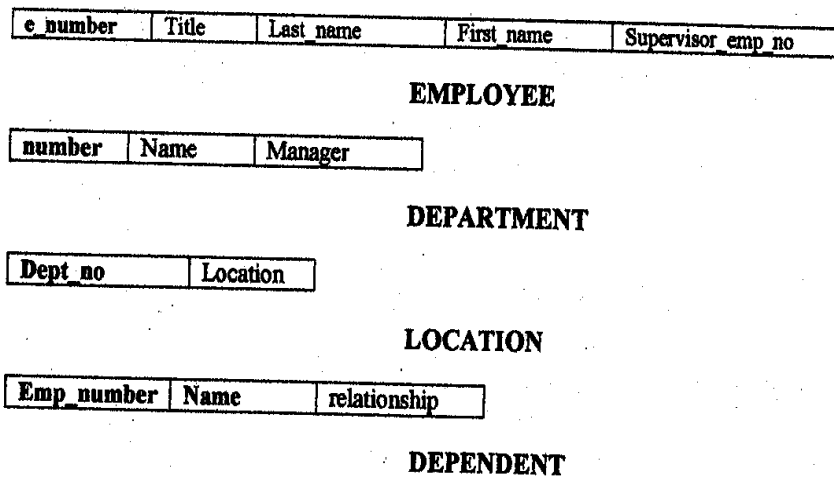 e_number Title Last_name First_name Supervisor_emp_no
EMPLOYEE
number Name Manager
DEPARTMENT
Dept_no Location
LOCATION
Emp_number Name relationship
DEPENDENT